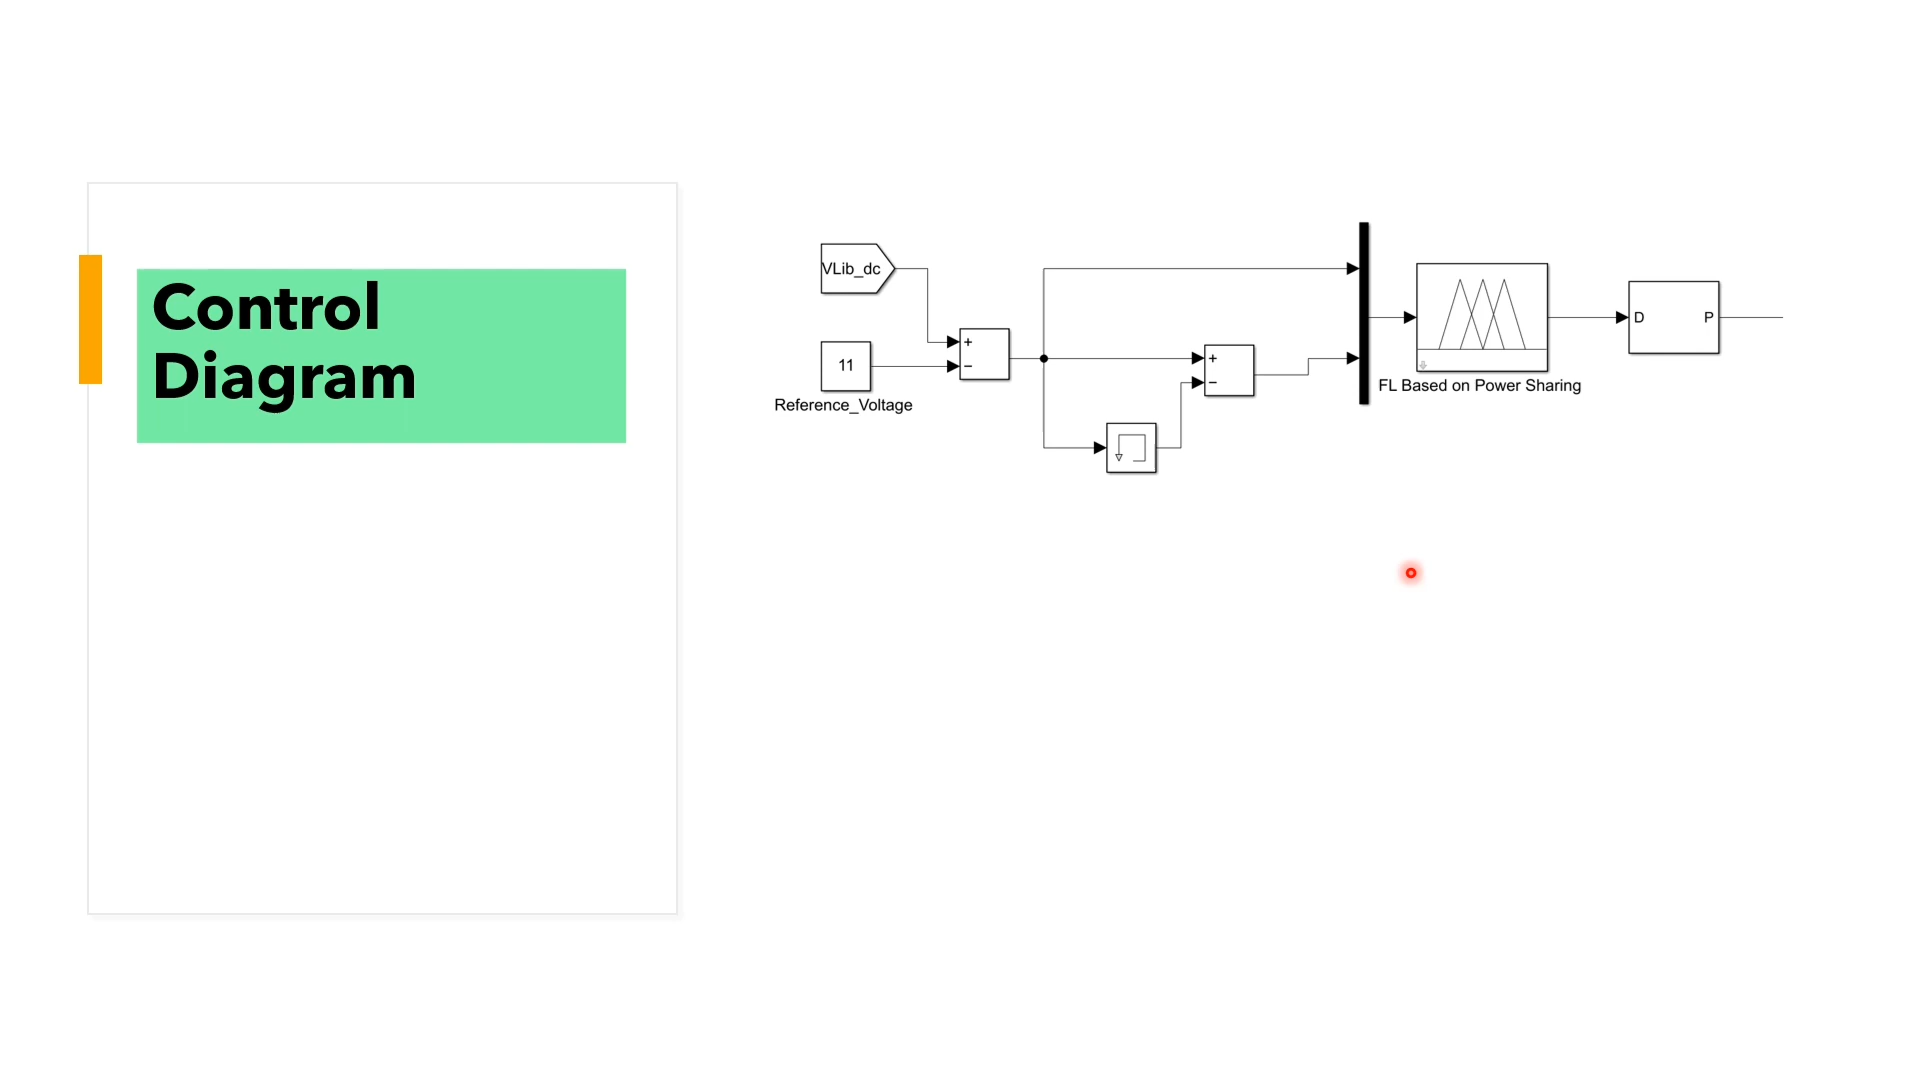 Control
Diagram
VLib_dc
11
Reference_Voltage
+
−
+
−
FL Based on Power Sharing
D P